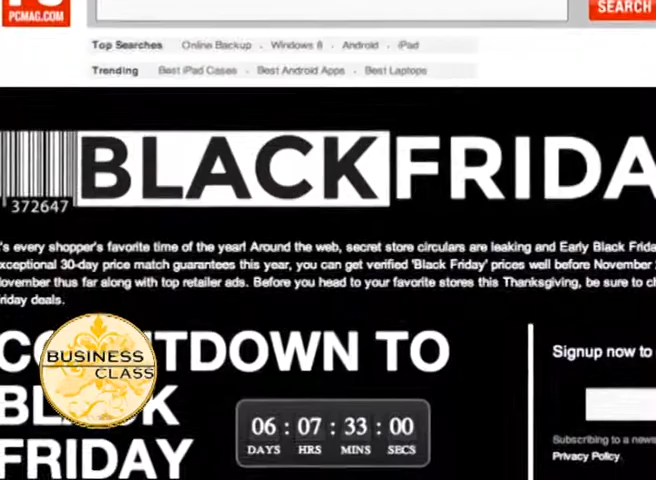 PCMAG.COM
SEARCH
Top Searches Online Backup Windows 8 Android iPad
Trending Best iPad Cases Best Android Apps Best Laptops
BLACKFRIDA
372647
's every shopper's favorite time of the year! Around the web, secret store circulars are leaking and Early Black Frida
exceptional 30-day price match guarantees this year, you can get verified 'Black Friday' prices well before November
November thus far along with top retailer ads. Before you head to your favorite stores this Thanksgiving, be sure to ch
riday deals.
COUNTDOWN TO
BLACK
FRIDAY
BUSINESS
CLASS
06 : 07 : 33 : 00
DAYS HRS MINS SECS
Signup now to
Subscribing to a news
Privacy Policy.